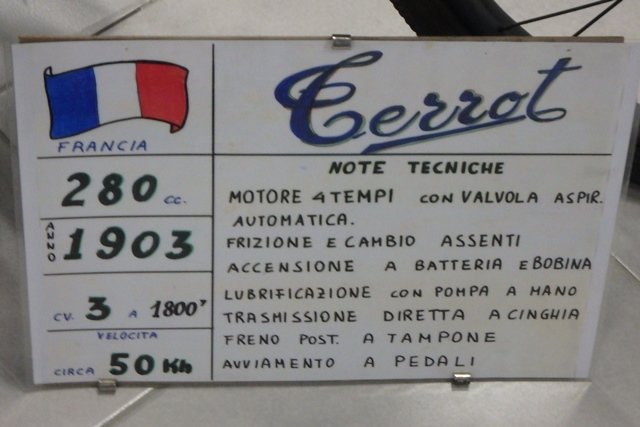 FRANCIA
280 cc.
ANNO
1903
CV. 3 A 1800'
VELOCITA
CIRCA 50 Kh
Terrot
NOTE TECNICHE
MOTORE 4 TEMPI con VALVOLA ASPIR.
AUTOMATICA.
FRIZIONE E CAMBIO ASSENTI
ACCENSIONE A BATTERIA e BOBINA
LUBRIFICAZIONE con POMPA A MANO
TRASMISSIONE DIRETTA A CINGHIA
FRENO POST. A TAMPONE
AVVIAMENTO A PEDALI